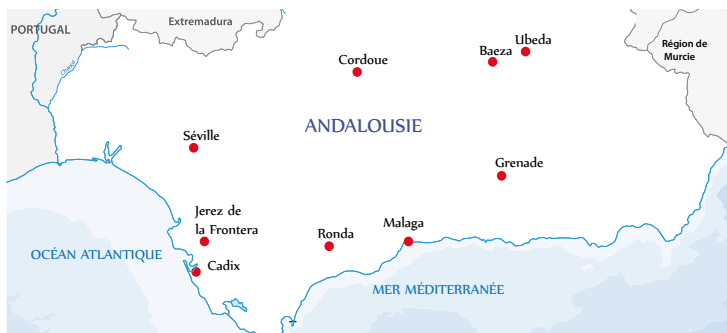 Extremadura
PORTUGAL
Chanca
Cordoue
Ubeda
Baeza
Région de
Murcie
ANDALOUSIE
Séville
Grenade
Jerez de
la Frontera
Ronda
Malaga
OCÉAN ATLANTIQUE
Cadix
MER MÉDITERRANÉE